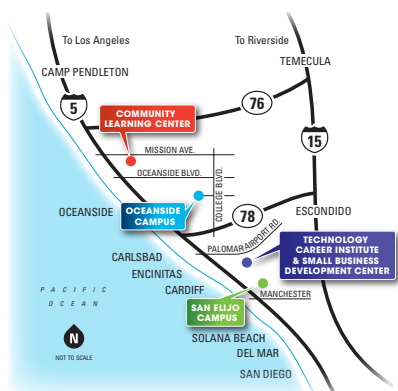 To Los Angeles
To Riverside
TEMECULA
CAMP PENDLETON
5
76
COMMUNITY
LEARNING CENTER
15
MISSION AVE.
OCEANSIDE BLVD.
COLLEGE BLVD.
OCEANSIDE
OCEANSIDE
CAMPUS
78
ESCONDIDO
PALOMAR AIRPORT RD.
TECHNOLOGY
CAREER INSTITUTE
& SMALL BUSINESS
DEVELOPMENT CENTER
CARLSBAD
ENCINITAS
CARDIFF
PACIFIC
OCEAN
MANCHESTER
SAN ELIJO
CAMPUS
N
NOT TO SCALE
SOLANA BEACH
DEL MAR
SAN DIEGO